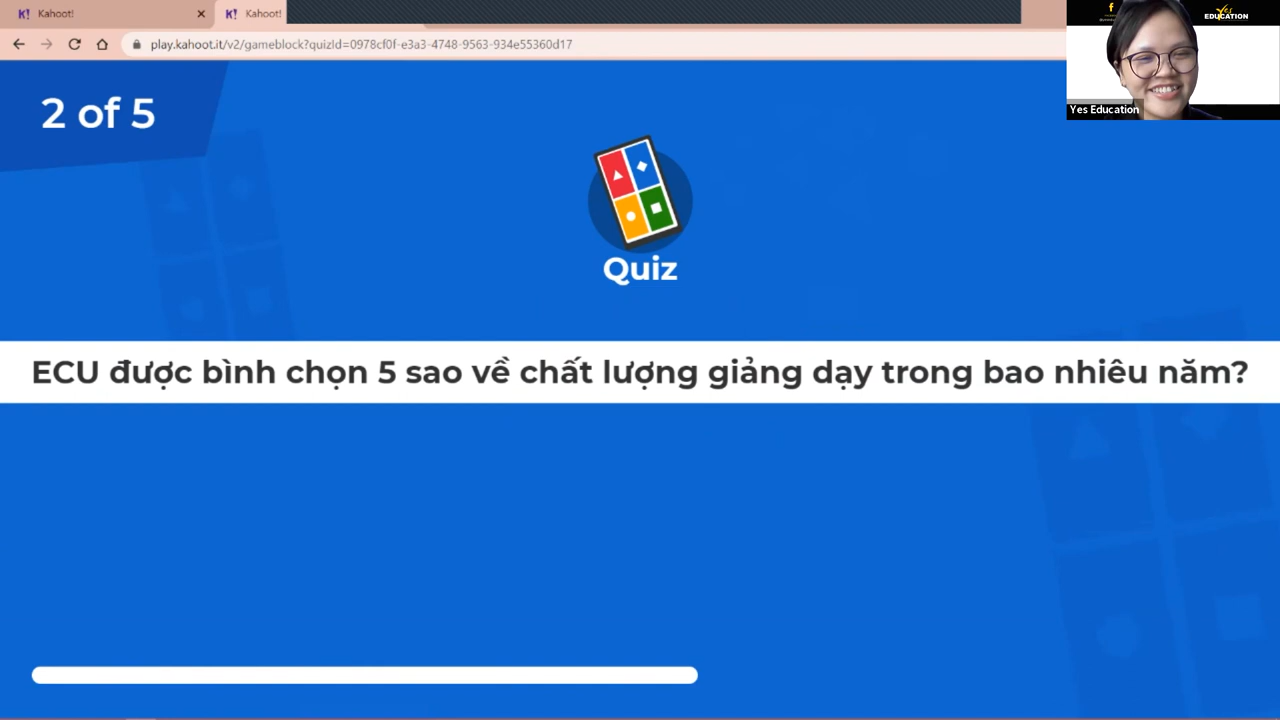 Kahoot!
Kahoot!
play.kahoot.it/v2/gameblock?quizId=0978cf0f-e3a3-4748-9563-934e55360d17
Yes
EDUCATION
Yes Education
2 of 5
Quiz
ECU được bình chọn 5 sao về chất lượng giảng dạy trong bao nhiêu năm?